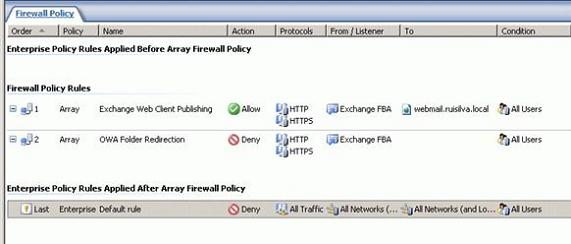 Firewall Policy
Order Policy Name Action Protocols From / Listener To Condition
Enterprise Policy Rules Applied Before Array Firewall Policy
Firewall Policy Rules
1 Array Exchange Web Client Publishing Allow HTTP Exchange FBA webmail.ruisilva.local All Users
HTTPS
2 Array OWA Folder Redirection Deny HTTP Exchange FBA All Users
HTTPS
Enterprise Policy Rules Applied After Array Firewall Policy
Last Enterprise Default rule Deny All Traffic All Networks (... All Networks (and Lo... All Users